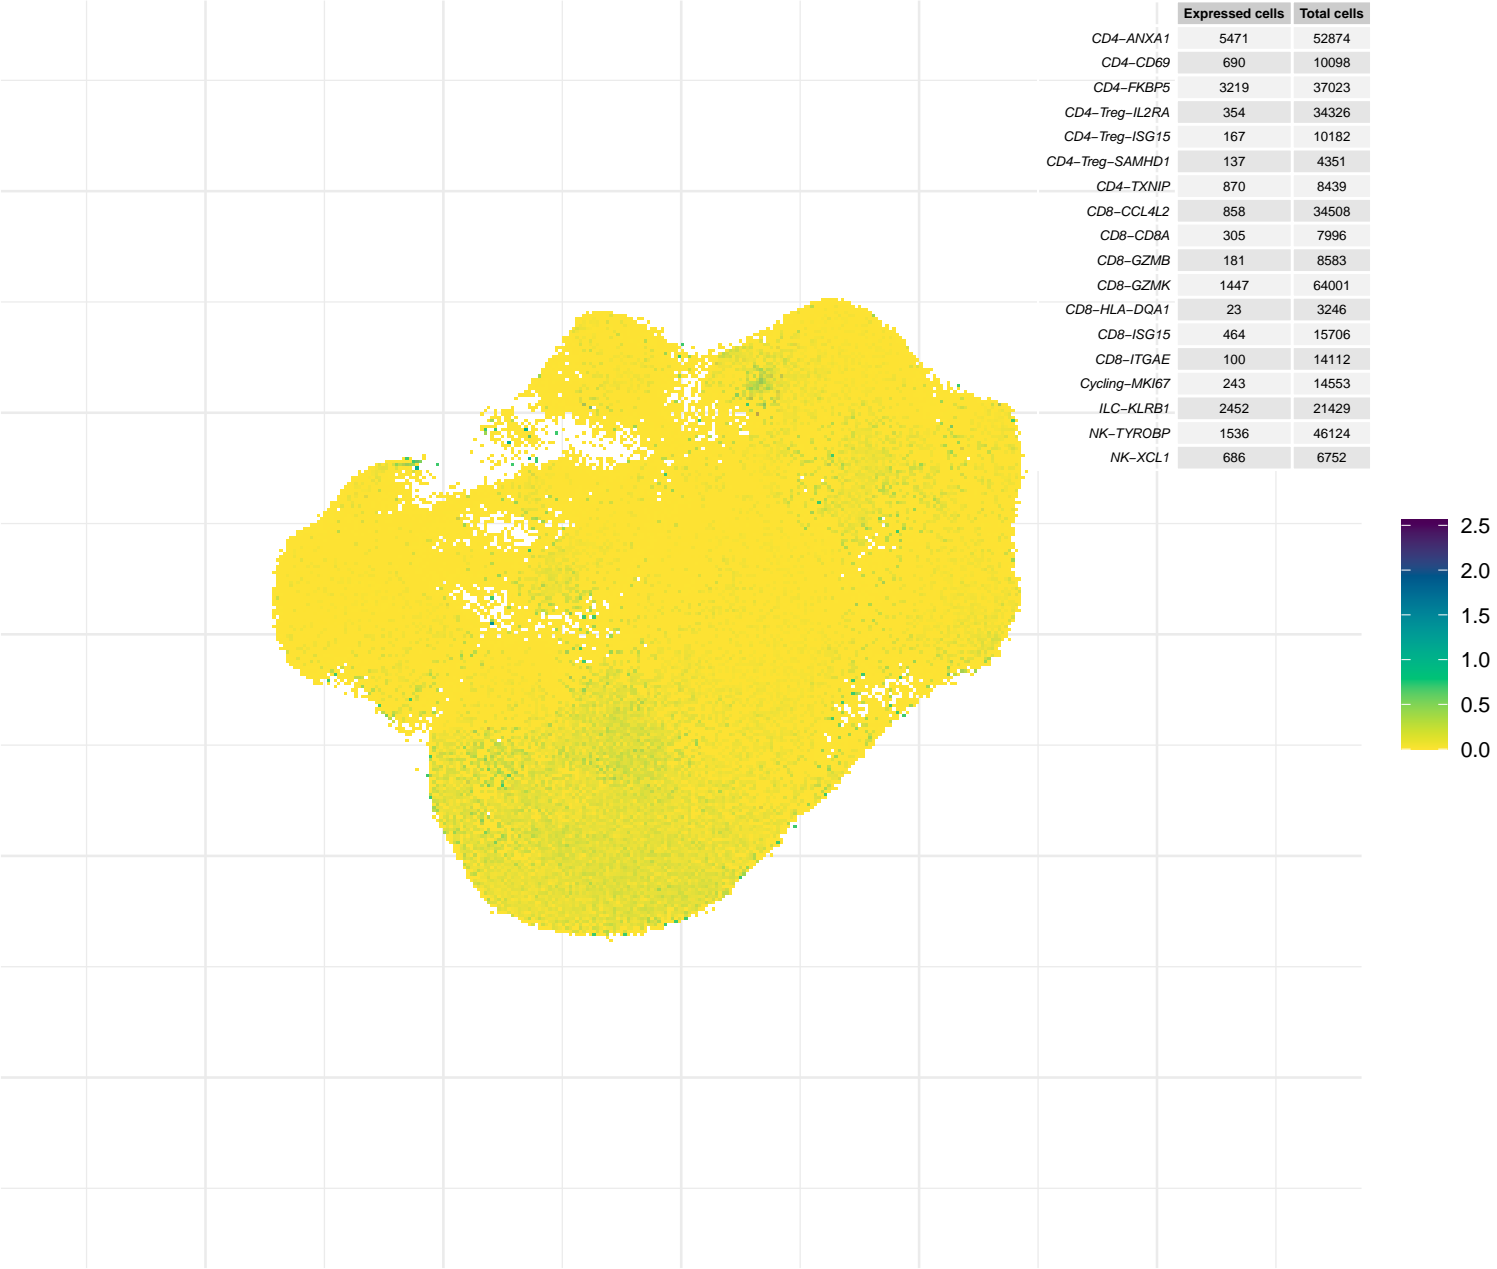 Expressed cells Total cells
CD4−ANXA1 5471 52874
CD4−CD69 690 10098
CD4−FKBP5 3219 37023
CD4−Treg−IL2RA 354 34326
CD4−Treg−ISG15 167 10182
CD4−Treg−SAMHD1 137 4351
CD4−TXNIP 870 8439
CD8−CCL4L2 858 34508
CD8−CD8A 305 7996
CD8−GZMB 181 8583
CD8−GZMK 1447 64001
CD8−HLA−DQA1 23 3246
CD8−ISG15 464 15706
CD8−ITGAE 100 14112
Cycling−MKI67 243 14553
ILC−KLRB1 2452 21429
NK−TYROBP 1536 46124
NK−XCL1 686 6752
2.5
2.0
1.5
1.0
0.5
0.0